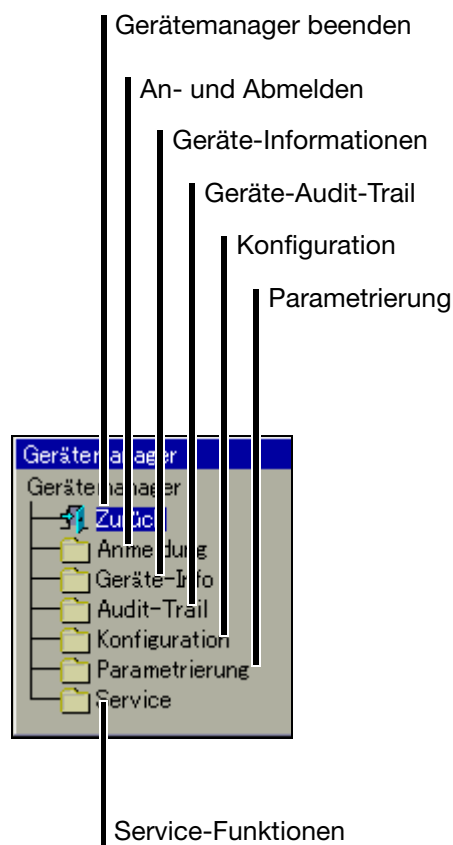 Gerätemanager beenden
An- und Abmelden
Geräte-Informationen
Geräte-Audit-Trail
Konfiguration
Parametrierung
Gerätemanager
Gerätemanager
Zurück
Anmeldung
Geräte-Info
Audit-Trail
Konfiguration
Parametrierung
Service
Service-Funktionen